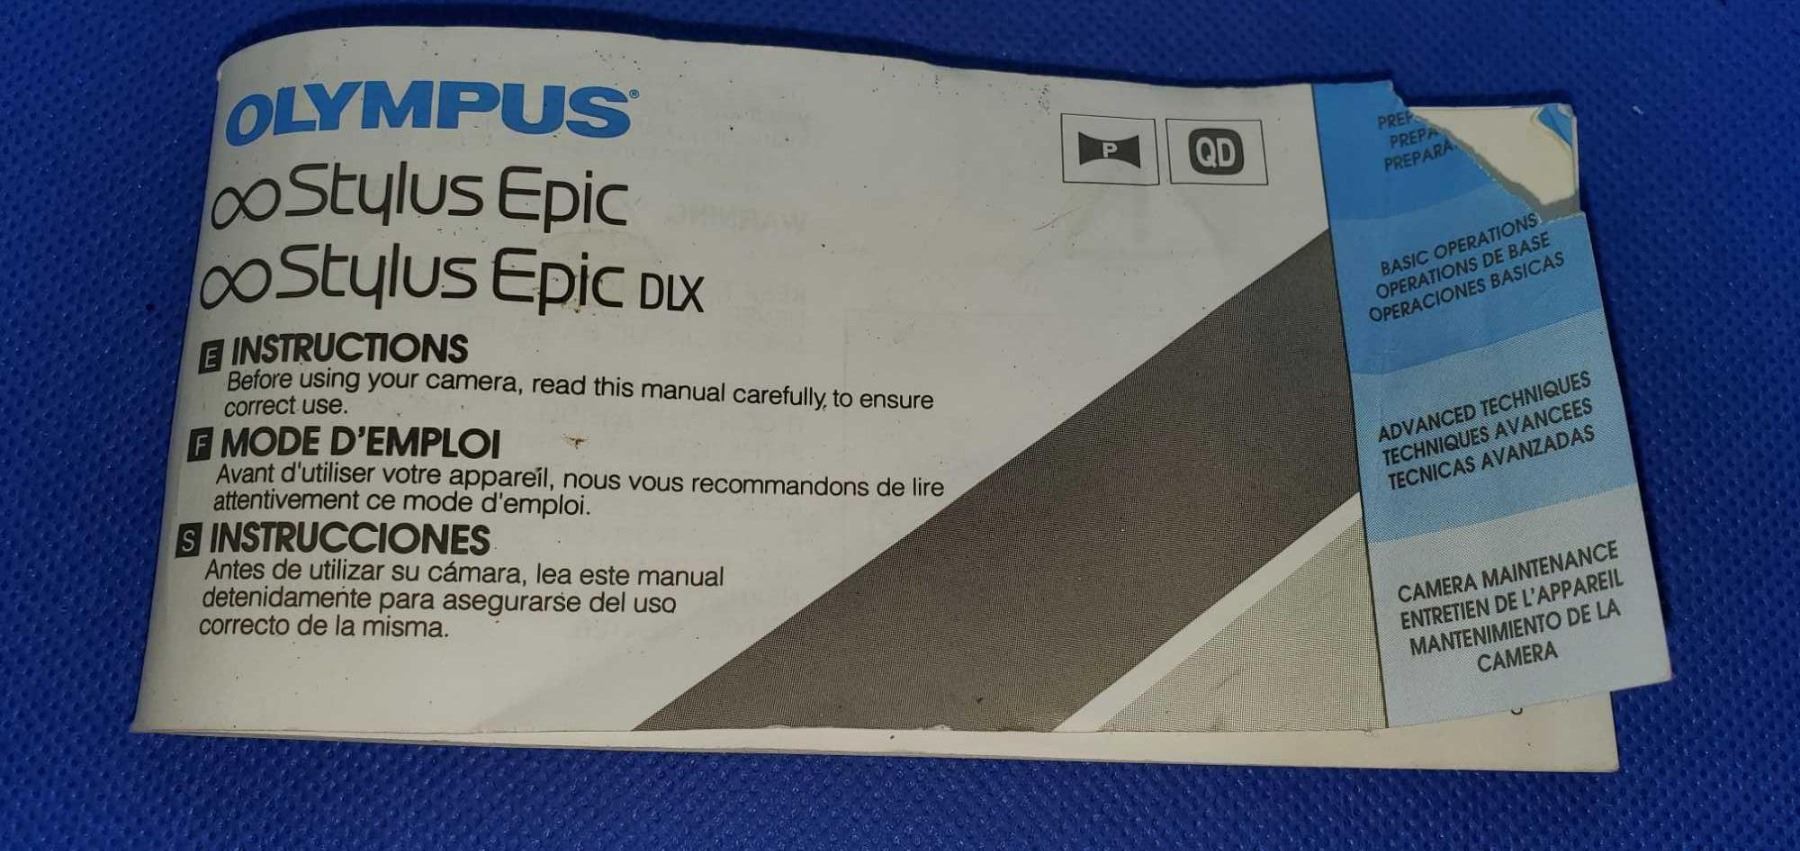 OLYMPUS®
∞Stylus Epic
∞Stylus Epic DLX
P
QD
E INSTRUCTIONS
Before using your camera, read this manual carefully, to ensure
correct use.
F MODE D'EMPLOI
Avant d'utiliser votre appareil, nous vous recommandons de lire
attentivement ce mode d'emploi.
S INSTRUCCIONES
Antes de utilizar su cámara, lea este manual
detenidamente para asegurarse del uso
correcto de la misma.
BASIC OPERATIONS
OPERATIONS DE BASE
OPERACIONES BASICAS
ADVANCED TECHNIQUES
TECHNIQUES AVANCEES
TECNICAS AVANZADAS
CAMERA MAINTENANCE
ENTRETIEN DE L'APPAREIL
MANTENIMIENTO DE LA
CAMERA